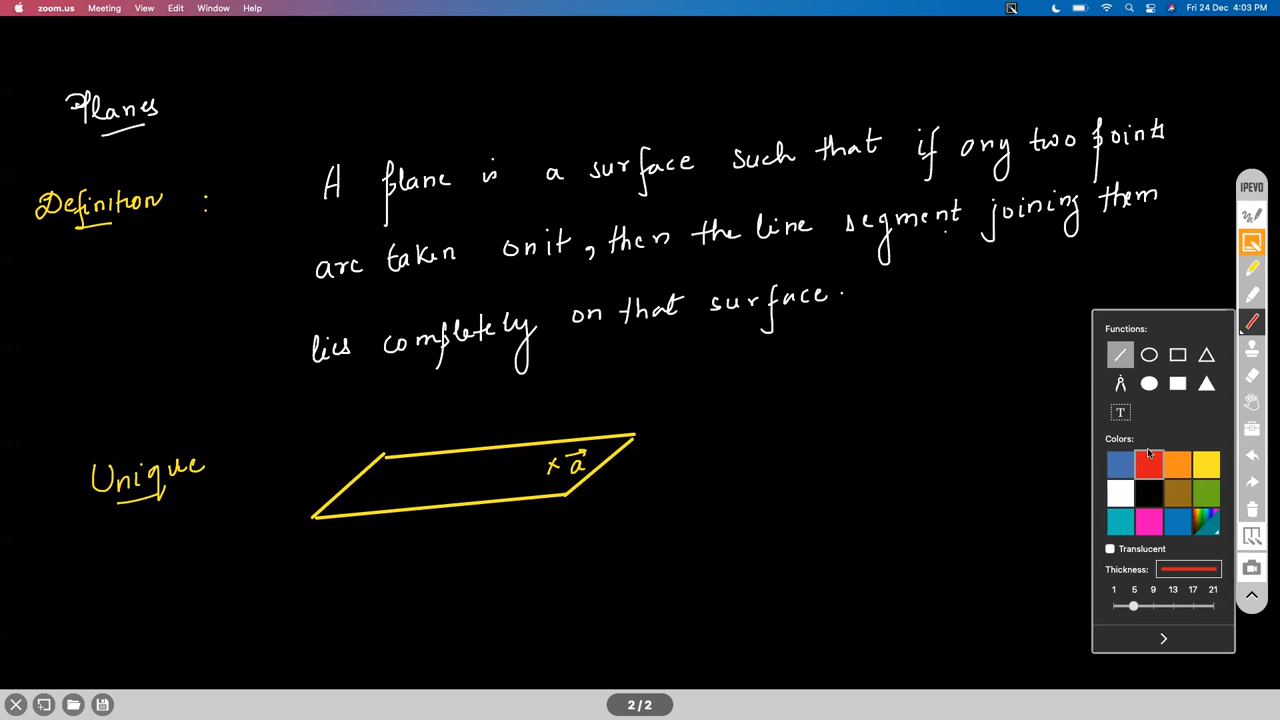 zoom.us Meeting View Edit Window Help Fri 24 Dec 4:03 PM
Planes
Definition : A plane is a surface such that if any two points
are taken on it, then the line segment joining them
lies completely on that surface.
Unique
× a
IPEVO
Functions:
T
Colors:
Translucent
Thickness:
1 5 9 13 17 21
2/2